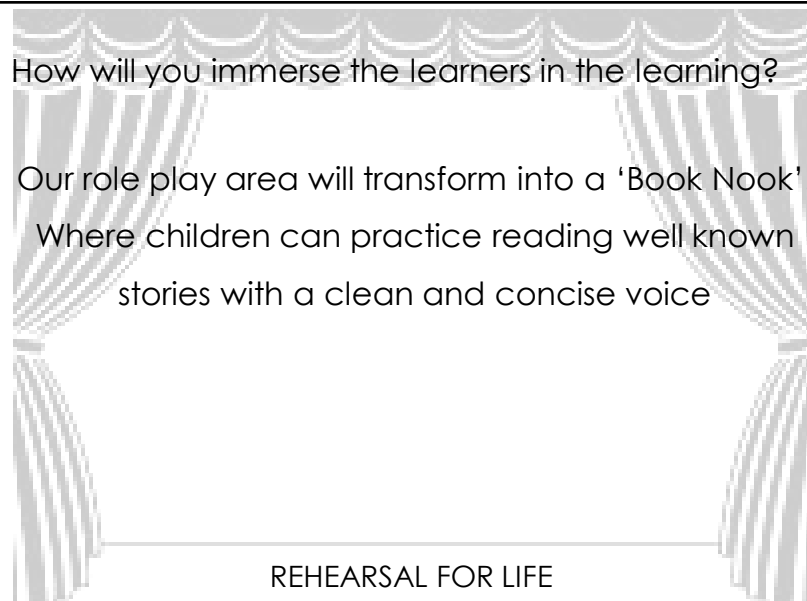 How will you immerse the learners in the learning?
Our role play area will transform into a ‘Book Nook’
Where children can practice reading well known
stories with a clean and concise voice
REHEARSAL FOR LIFE